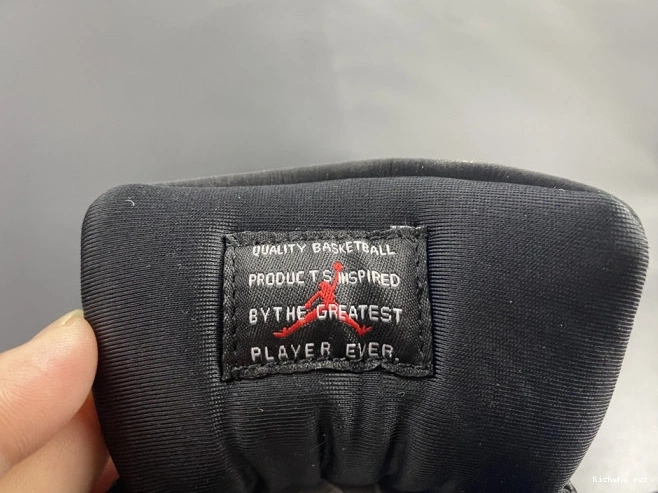 QUALITY BASKETBALL
PRODUCTS INSPIRED
BY THE GREATEST
PLAYER EVER.